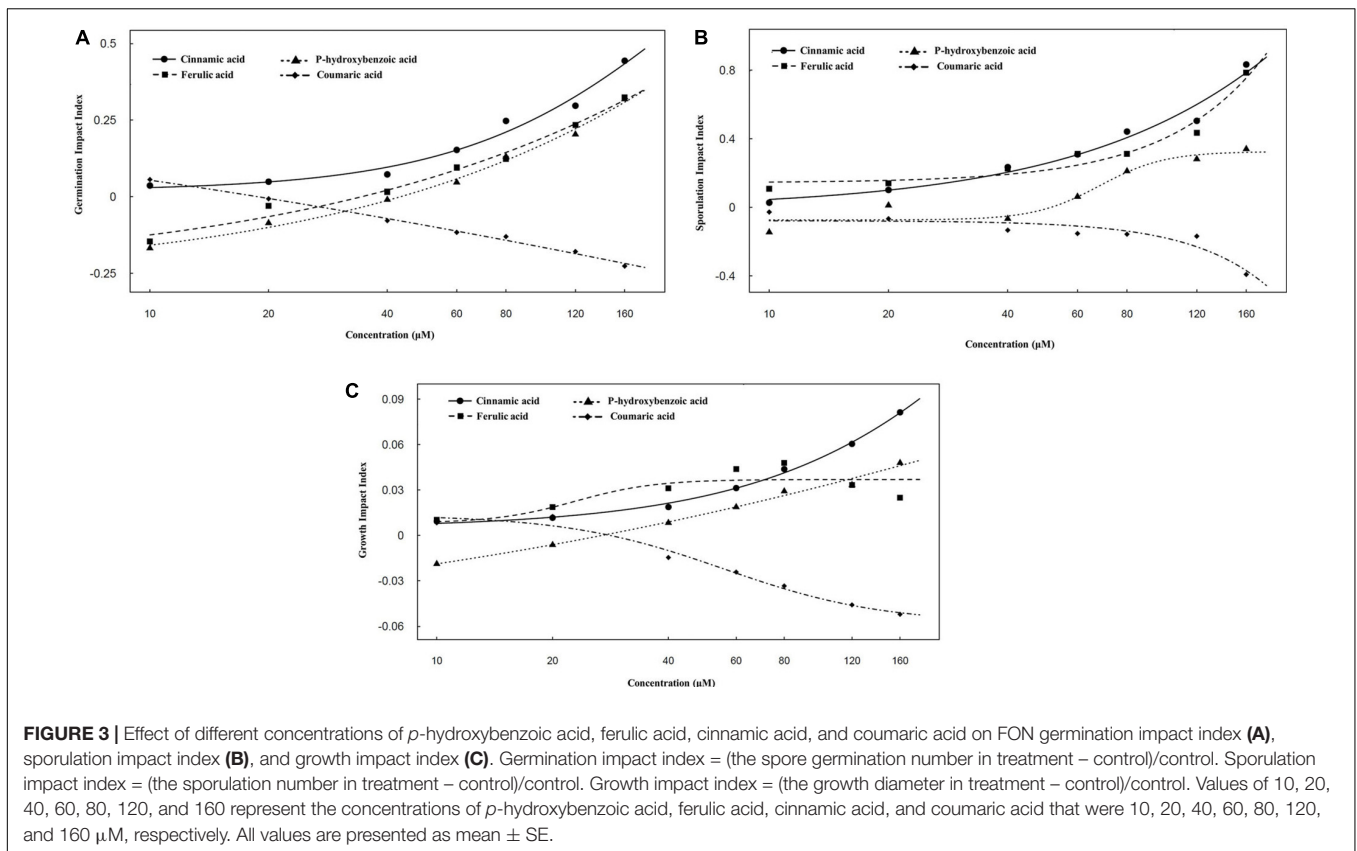 A
Cinnamic acid
P-hydroxybenzoic acid
Ferulic acid
Coumaric acid
Germination Impact Index
0.5
0.25
0
-0.25
10 20 40 60 80 120 160
Concentration (μM)
B
Cinnamic acid
P-hydroxybenzoic acid
Ferulic acid
Coumaric acid
Sporulation Impact Index
0.8
0.4
0
-0.4
10 20 40 60 80 120 160
Concentration (μM)
C
Cinnamic acid
P-hydroxybenzoic acid
Ferulic acid
Coumaric acid
Growth Impact Index
0.09
0.06
0.03
0
-0.03
-0.06
10 20 40 60 80 120 160
Concentration (μM)
FIGURE 3 | Effect of different concentrations of p-hydroxybenzoic acid, ferulic acid, cinnamic acid, and coumaric acid on FON germination impact index (A),
sporulation impact index (B), and growth impact index (C). Germination impact index = (the spore germination number in treatment – control)/control. Sporulation
impact index = (the sporulation number in treatment – control)/control. Growth impact index = (the growth diameter in treatment – control)/control. Values of 10, 20,
40, 60, 80, 120, and 160 represent the concentrations of p-hydroxybenzoic acid, ferulic acid, cinnamic acid, and coumaric acid that were 10, 20, 40, 60, 80, 120,
and 160 μM, respectively. All values are presented as mean ± SE.